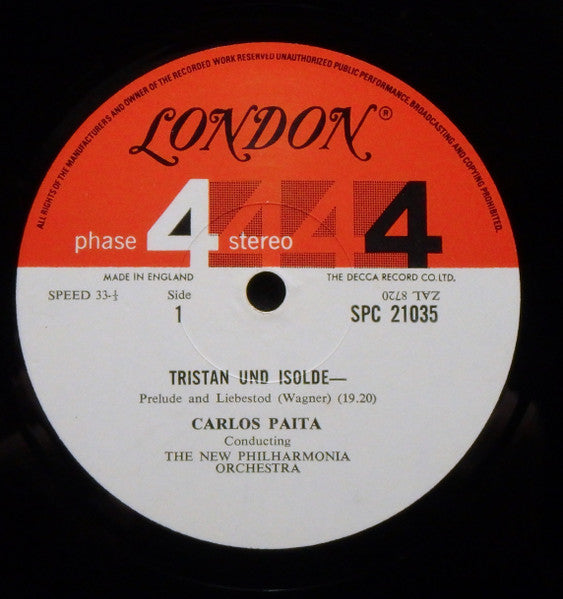 ALL RIGHTS OF THE MANUFACTURERS AND OWNER OF THE RECORDED WORK RESERVED UNAUTHORIZED PUBLIC PERFORMANCE, BROADCASTING AND COPYING PROHIBITED.
LONDON®
phase 4 stereo 4 4 4
MADE IN ENGLAND THE DECCA RECORD CO. LTD.
SPEED 33-⅓ Side ZAL 8720
1 SPC 21035
TRISTAN UND ISOLDE—
Prelude and Liebestod (Wagner) (19.20)
CARLOS PAITA
Conducting
THE NEW PHILHARMONIA
ORCHESTRA